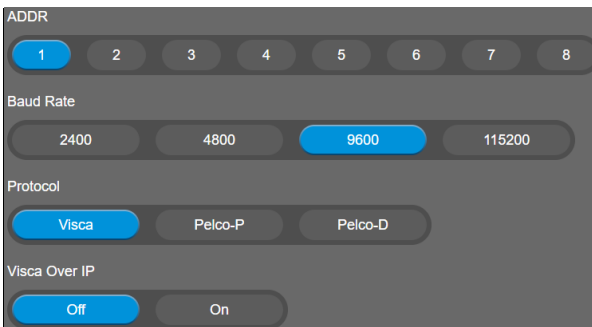 ADDR
1 2 3 4 5 6 7 8
Baud Rate
2400 4800 9600 115200
Protocol
Visca Pelco-P Pelco-D
Visca Over IP
Off On